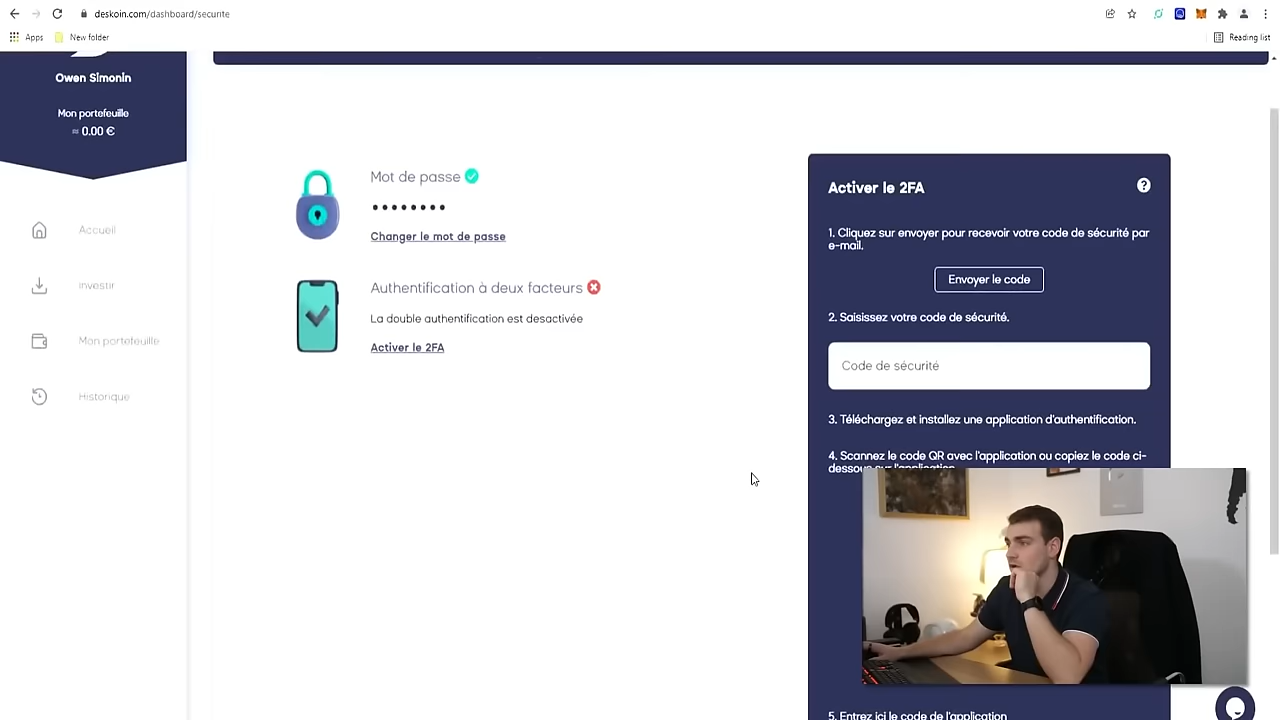 deskoin.com/dashboard/securite
Apps
New folder
Reading list
Owen Simonin
Mon portefeuille
≈ 0.00 €
Accueil
Investir
Mon portefeuille
Historique
Mot de passe
••••••••
Changer le mot de passe
Authentification à deux facteurs
La double authentification est desactivée
Activer le 2FA
Activer le 2FA
?
1. Cliquez sur envoyer pour recevoir votre code de sécurité par
e-mail.
Envoyer le code
2. Saisissez votre code de sécurité.
Code de sécurité
3. Téléchargez et installez une application d'authentification.
4. Scannez le code QR avec l'application ou copiez le code ci-
dessous sur l'application
5. Entrez ici le code de l'application